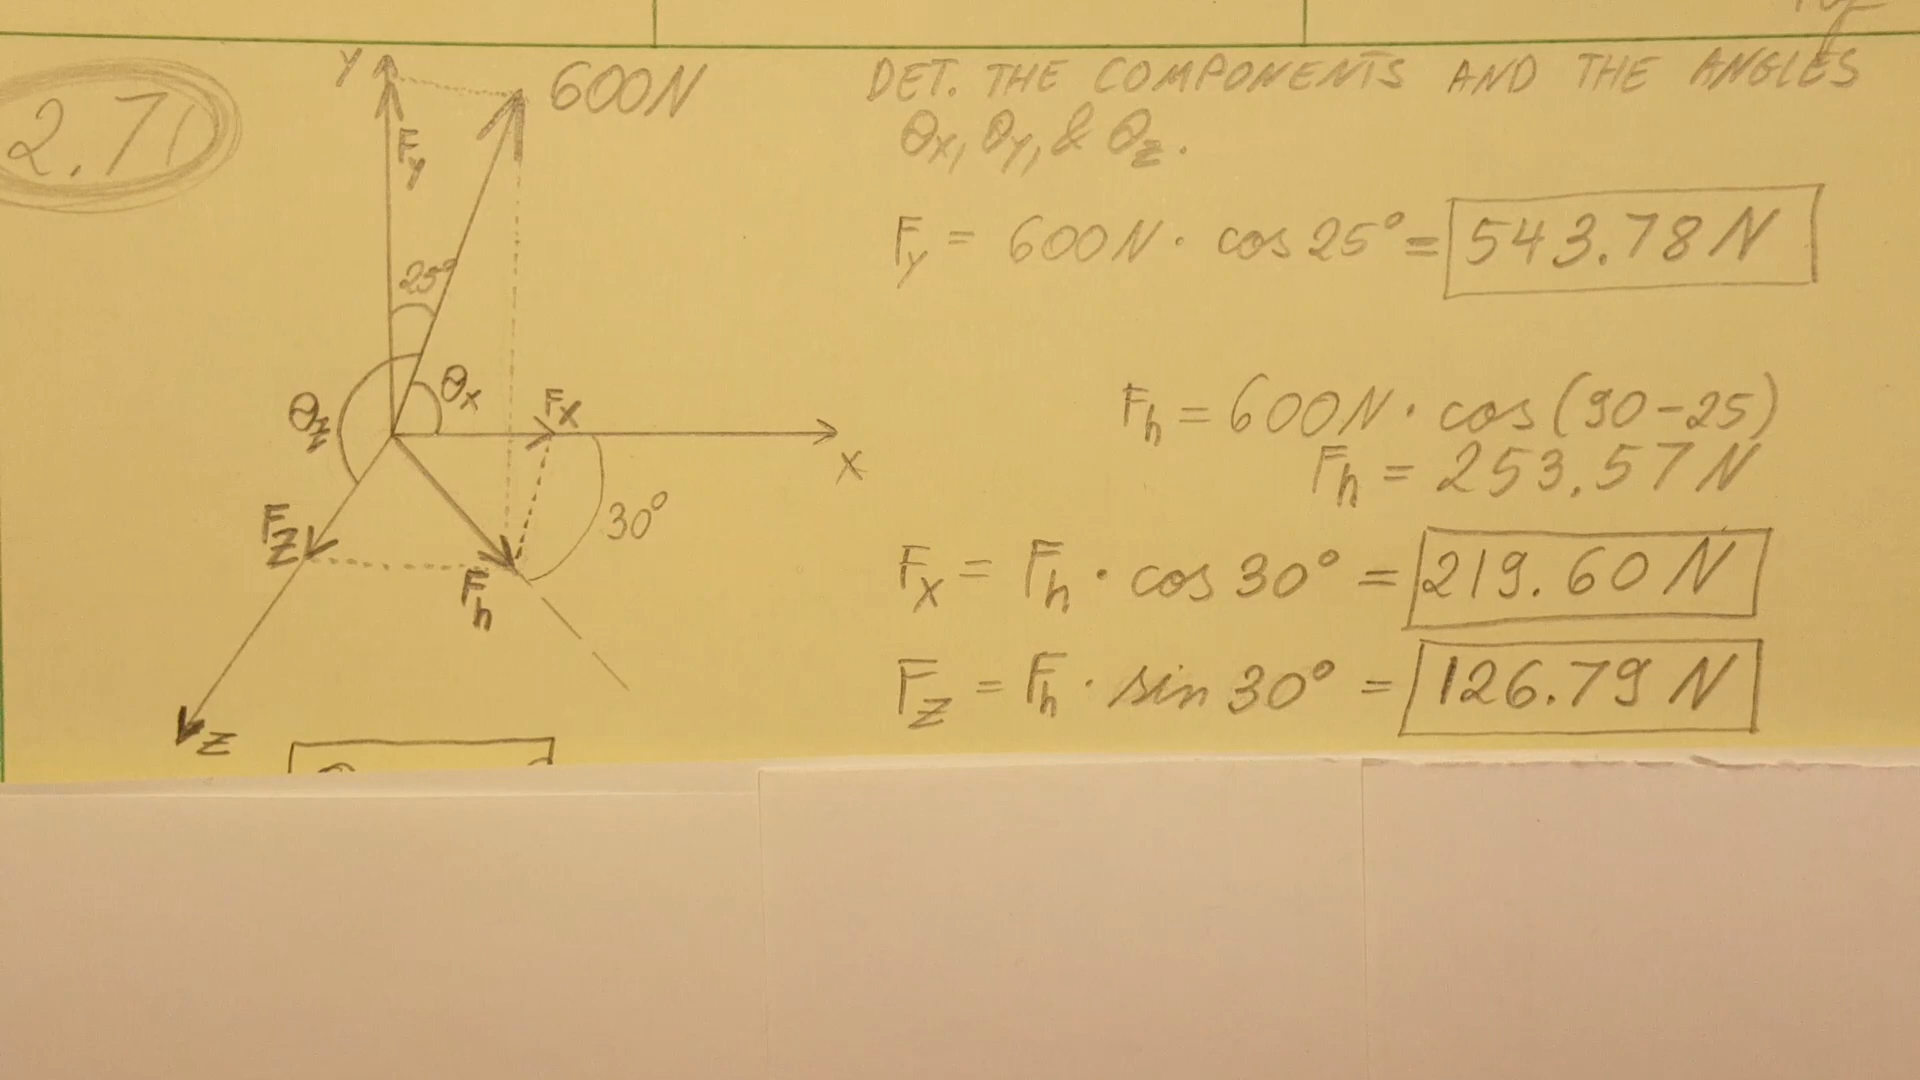 2.71
Y
600N
Fy
25°
θx
θz
Fx
X
30°
Fz
Fh
Z
DET. THE COMPONENTS AND THE ANGLES
θx, θy, & θz.
Fy = 600N · cos 25° = 543.78 N
Fh = 600N · cos (90-25)
Fh = 253.57 N
Fx = Fh · cos 30° = 219.60 N
Fz = Fh · sin 30° = 126.79 N